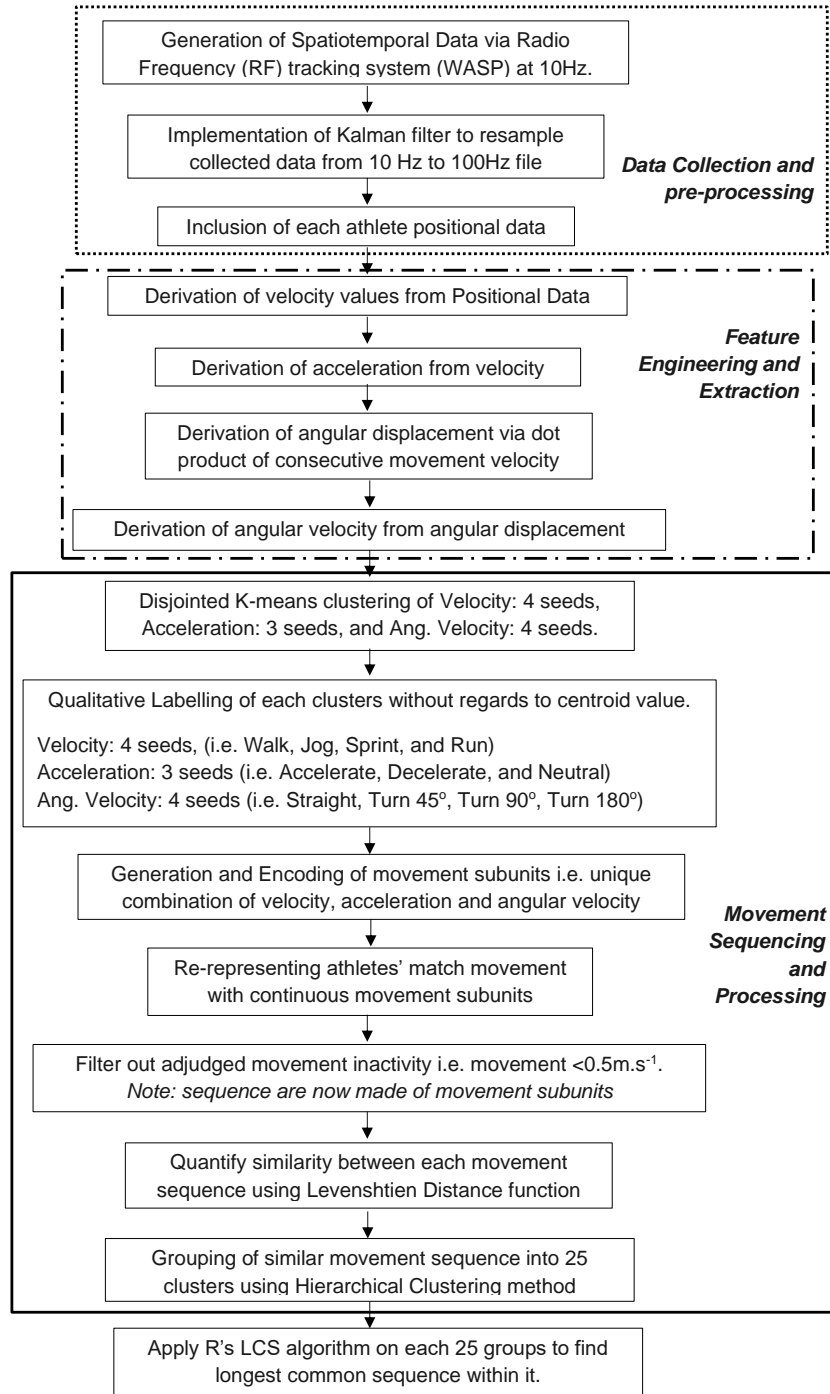 Generation of Spatiotemporal Data via Radio
Frequency (RF) tracking system (WASP) at 10Hz.
Implementation of Kalman filter to resample
collected data from 10 Hz to 100Hz file
Data Collection and
pre-processing
Inclusion of each athlete positional data
Derivation of velocity values from Positional Data
Feature
Engineering and
Extraction
Derivation of acceleration from velocity
Derivation of angular displacement via dot
product of consecutive movement velocity
Derivation of angular velocity from angular displacement
Disjointed K-means clustering of Velocity: 4 seeds,
Acceleration: 3 seeds, and Ang. Velocity: 4 seeds.
Qualitative Labelling of each clusters without regards to centroid value.
Velocity: 4 seeds, (i.e. Walk, Jog, Sprint, and Run)
Acceleration: 3 seeds (i.e. Accelerate, Decelerate, and Neutral)
Ang. Velocity: 4 seeds (i.e. Straight, Turn 45º, Turn 90º, Turn 180º)
Generation and Encoding of movement subunits i.e. unique
combination of velocity, acceleration and angular velocity
Movement
Sequencing
and
Processing
Re-representing athletes’ match movement
with continuous movement subunits
Filter out adjudged movement inactivity i.e. movement <0.5m.s⁻¹.
Note: sequence are now made of movement subunits
Quantify similarity between each movement
sequence using Levenshtien Distance function
Grouping of similar movement sequence into 25
clusters using Hierarchical Clustering method
Apply R’s LCS algorithm on each 25 groups to find
longest common sequence within it.